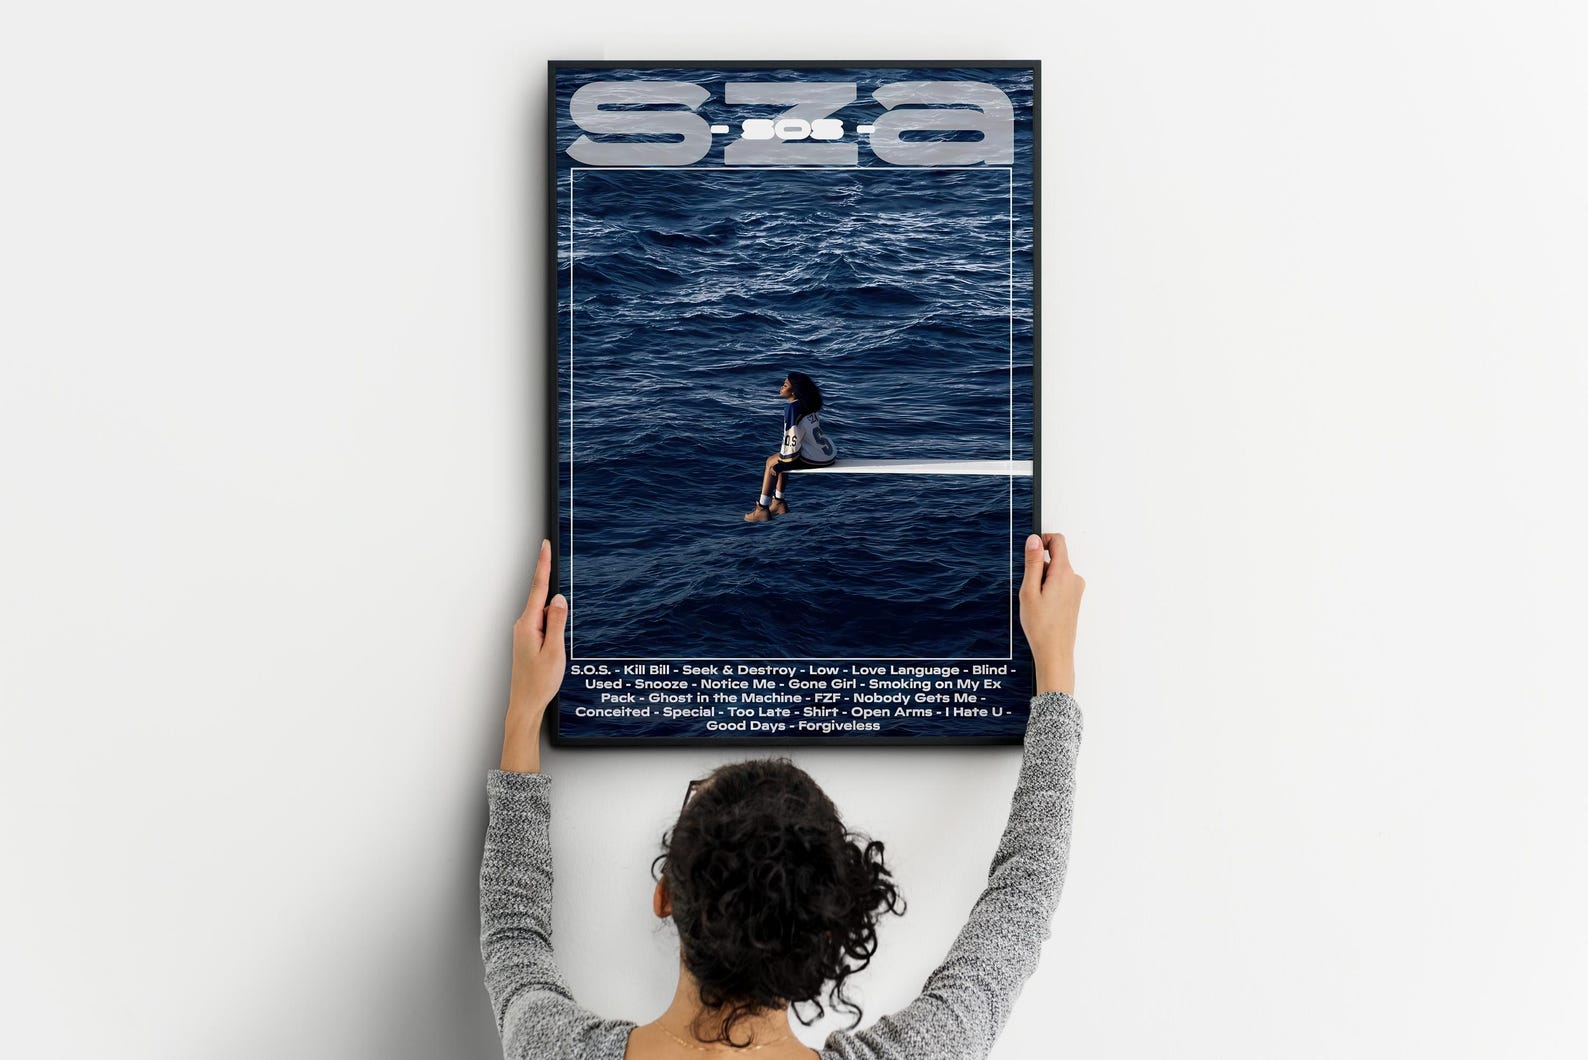 sza
- SOS -
SZA
S
O.S
S.O.S. - Kill Bill - Seek & Destroy - Low - Love Language - Blind -
Used - Snooze - Notice Me - Gone Girl - Smoking on My Ex
Pack - Ghost in the Machine - FZF - Nobody Gets Me -
Conceited - Special - Too Late - Shirt - Open Arms - I Hate U -
Good Days - Forgiveless